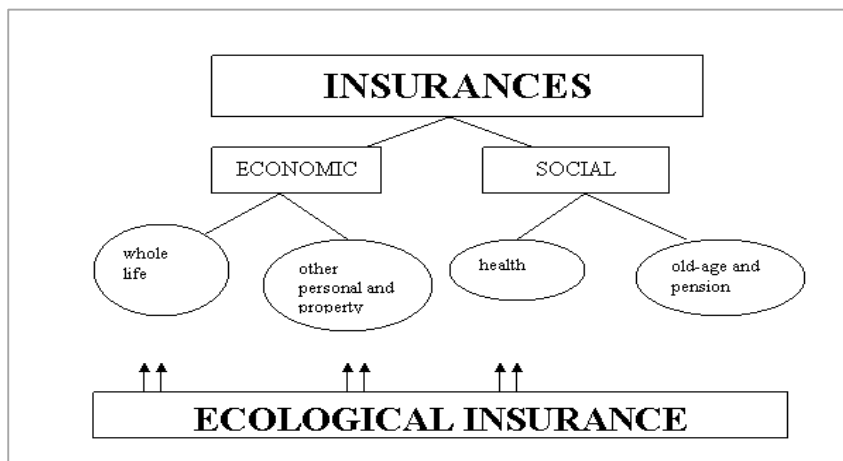 INSURANCES
ECONOMIC
SOCIAL
whole
life
other
personal and
property
health
old-age and
pension
ECOLOGICAL INSURANCE